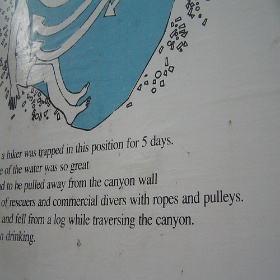 a hiker was trapped in this position for 5 days.
e of the water was so great
d to be pulled away from the canyon wall
of rescuers and commercial divers with ropes and pulleys.
and fell from a log while traversing the canyon.
drinking.